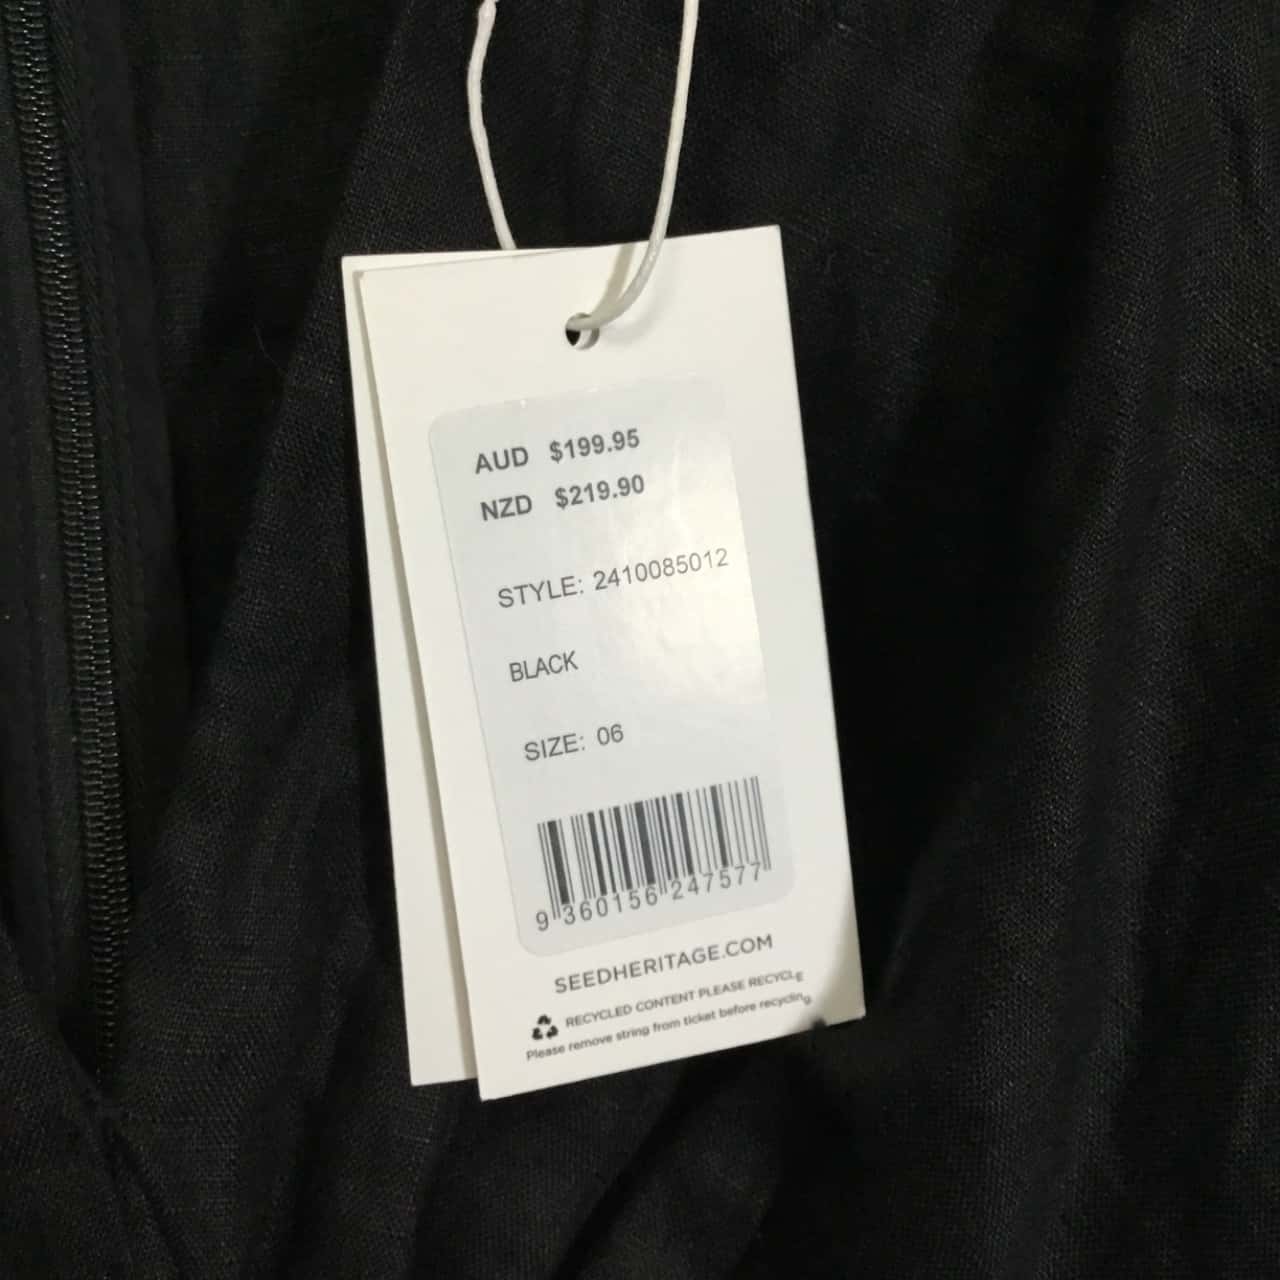 AUD $199.95
NZD $219.90
STYLE: 2410085012
BLACK
SIZE: 06
9 360156 247577
SEEDHERITAGE.COM
RECYCLED CONTENT PLEASE RECYCLE
Please remove string from ticket before recycling.